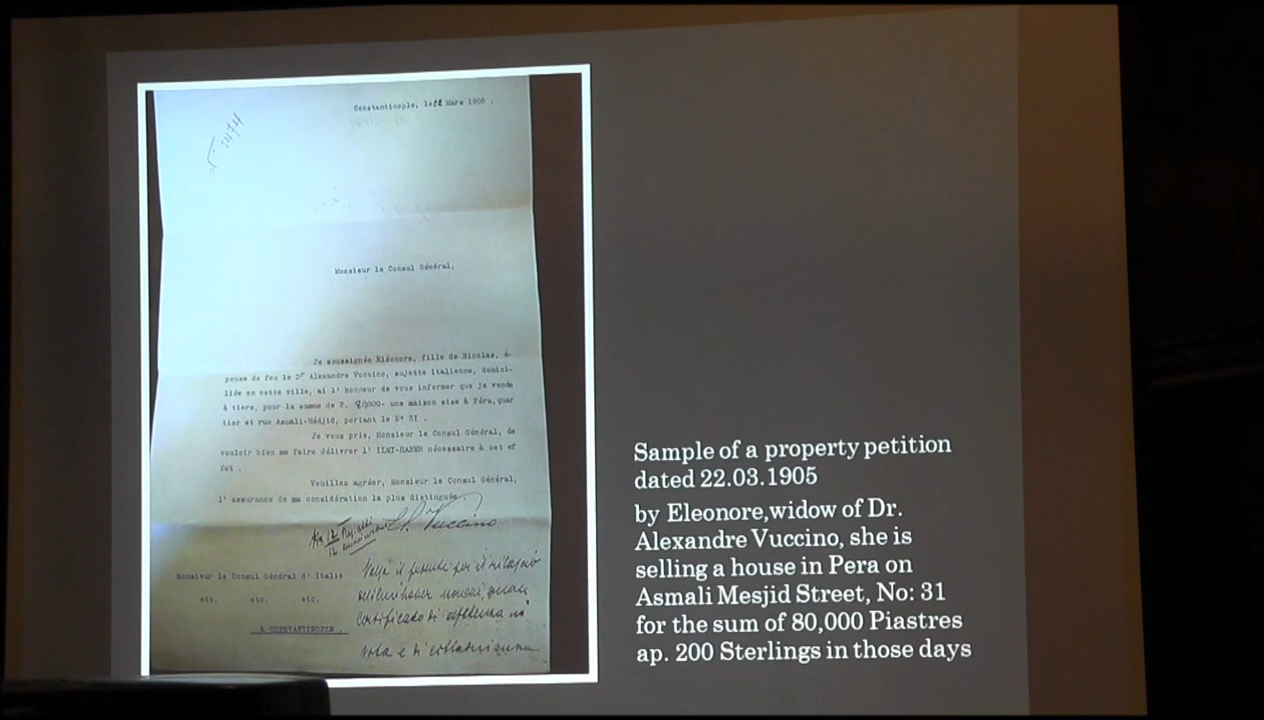 Constantinople, le 22 Mars 1905 .
Monsieur le Consul Général,
Je soussignée Eléonore, fille de Nicolas, é-
pouse de feu le Dr Alexandre Vuccino, sujette italienne, domici-
liée en cette ville, ai l' honneur de vous informer que je vends
à tiers, pour la somme de P. 80000- une maison sise à Péra, quar
tier et rue Asmali-Médjid, portant le No 31 .
Je vous prie, Monsieur le Consul Général, de
vouloir bien me faire délivrer l' ILMI-HABER nécessaire à cet ef
fet .
Veuillez agréer, Monsieur le Consul Général,
l' assurance de ma considération la plus distinguée .
Vuccino
Monsieur le Consul Général d' Italie
etc. etc. etc.
A CONSTANTINOPLE .
Sample of a property petition
dated 22.03.1905
by Eleonore,widow of Dr.
Alexandre Vuccino, she is
selling a house in Pera on
Asmali Mesjid Street, No: 31
for the sum of 80,000 Piastres
ap. 200 Sterlings in those days